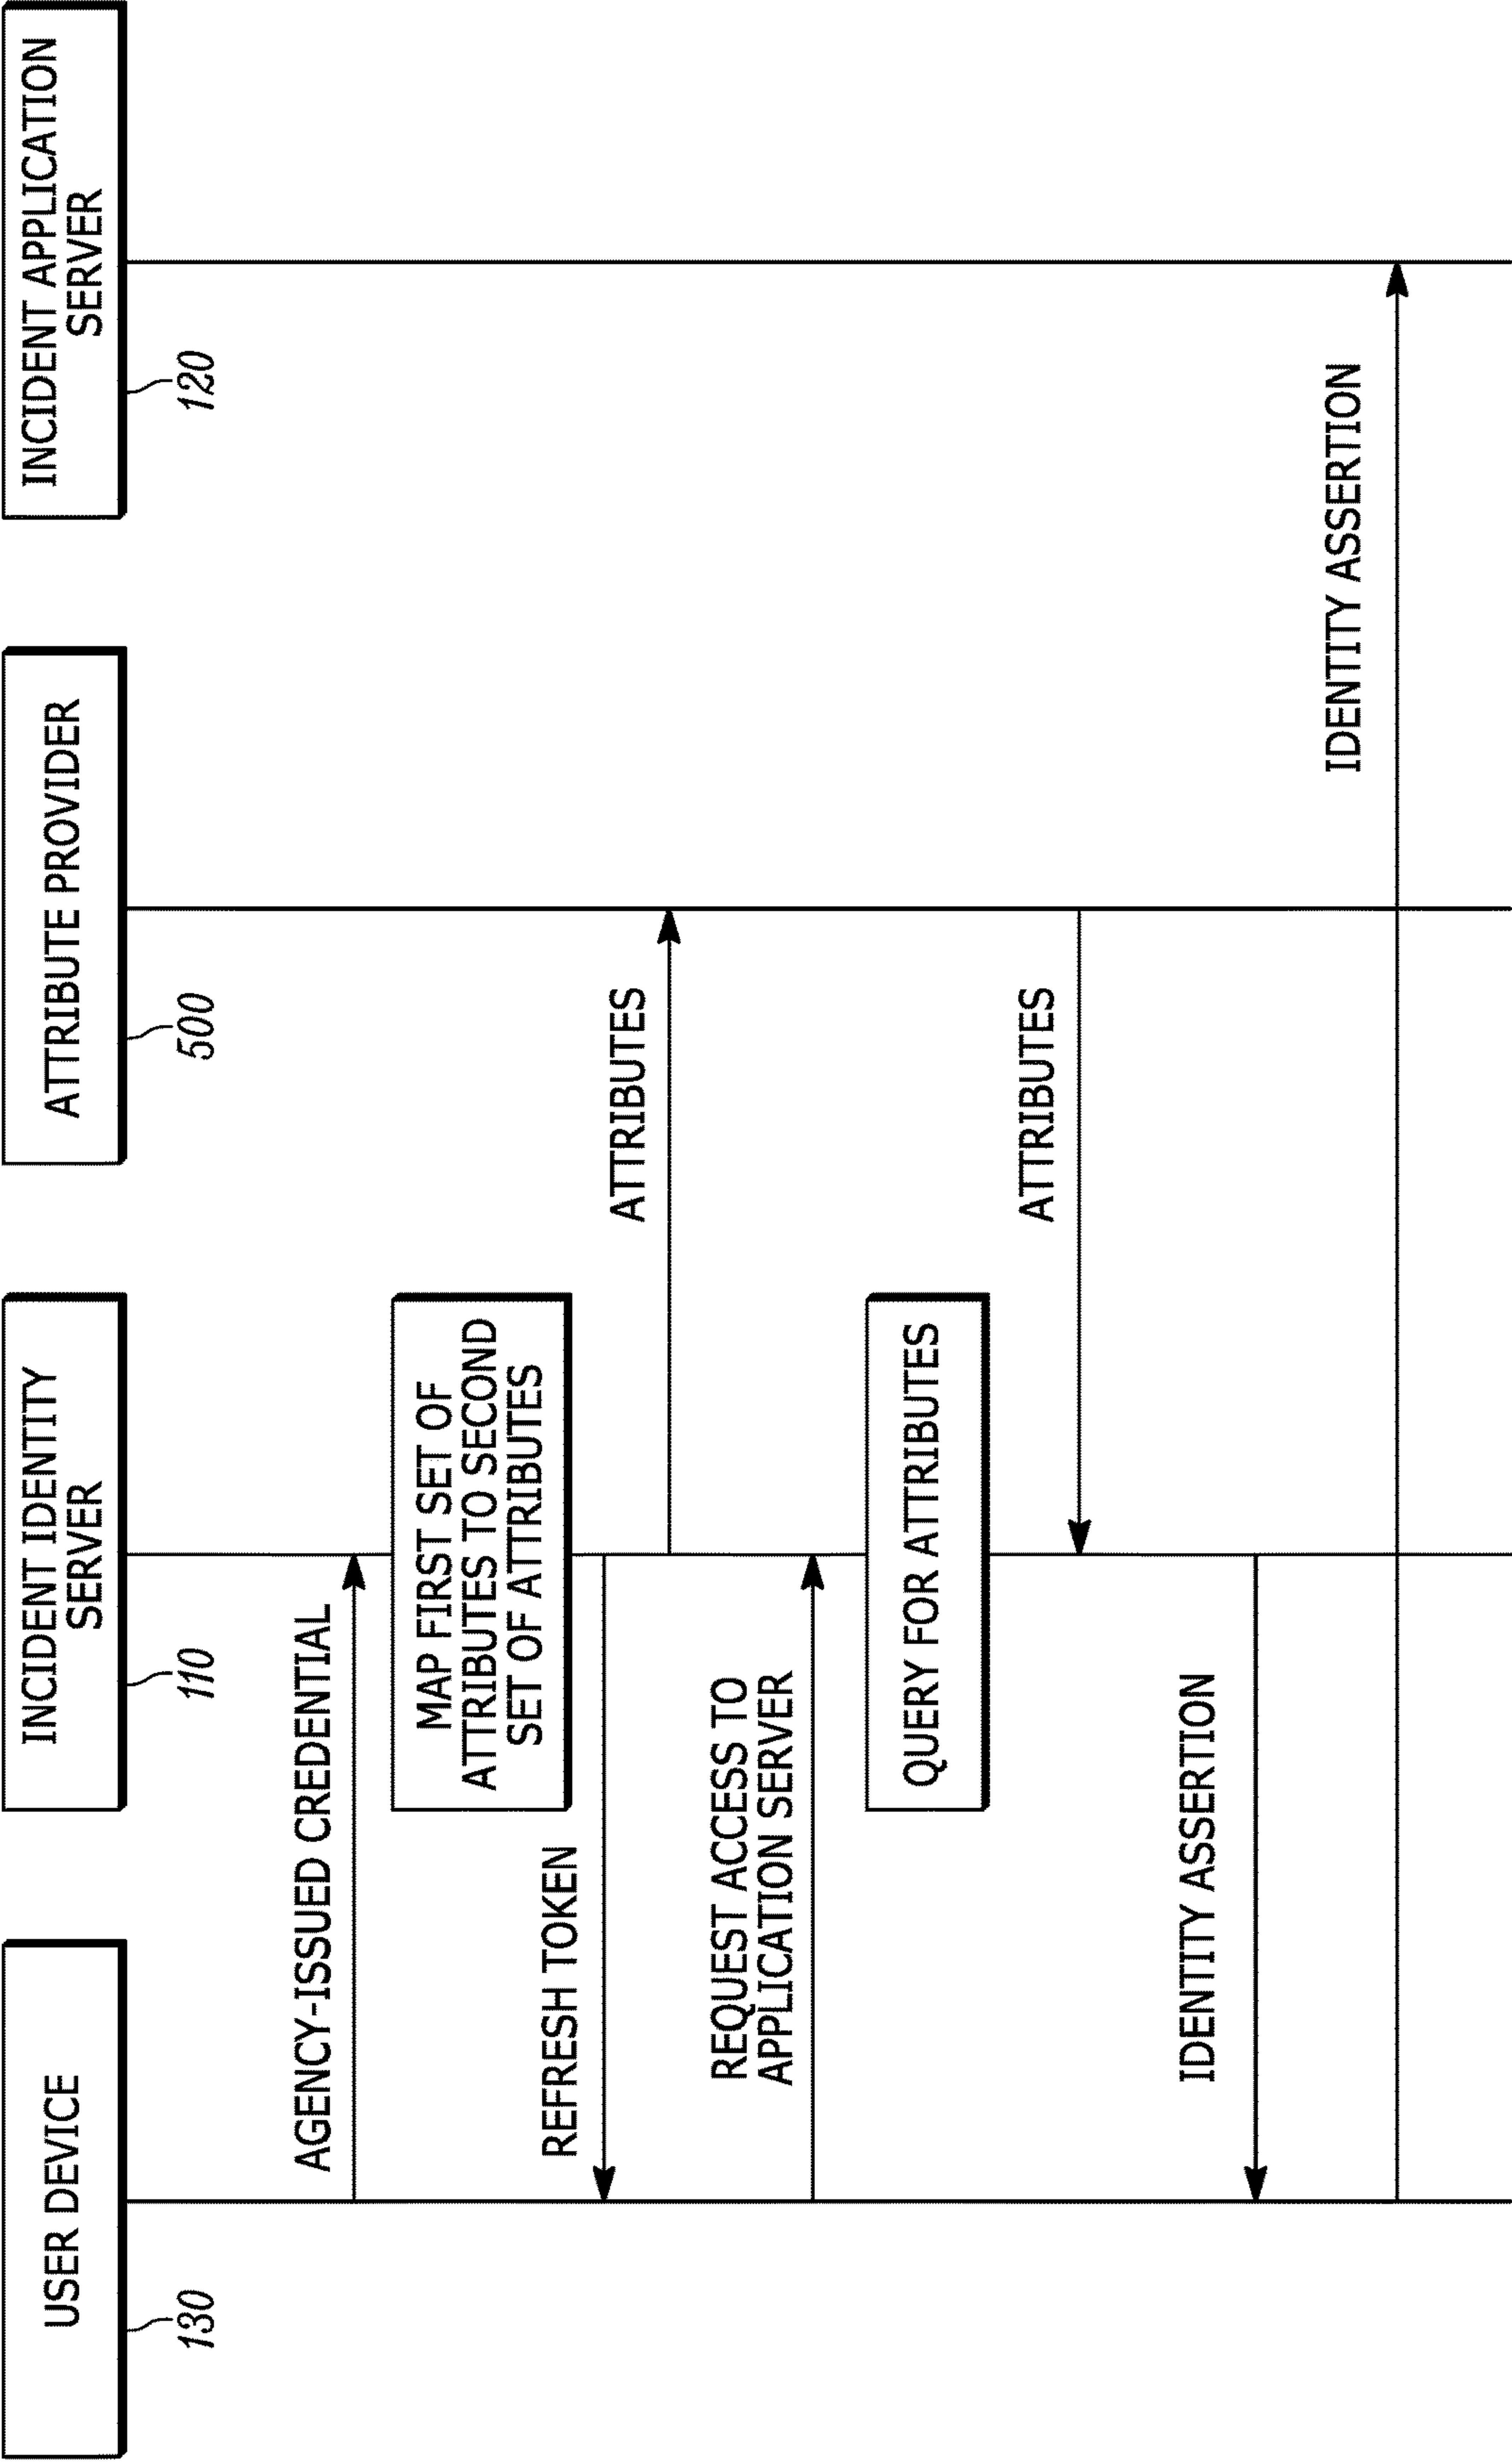 USER DEVICE
130
INCIDENT IDENTITY
SERVER
110
ATTRIBUTE PROVIDER
500
INCIDENT APPLICATION
SERVER
120
AGENCY-ISSUED CREDENTIAL
MAP FIRST SET OF
ATTRIBUTES TO SECOND
SET OF ATTRIBUTES
REFRESH TOKEN
ATTRIBUTES
REQUEST ACCESS TO
APPLICATION SERVER
QUERY FOR ATTRIBUTES
ATTRIBUTES
IDENTITY ASSERTION
IDENTITY ASSERTION